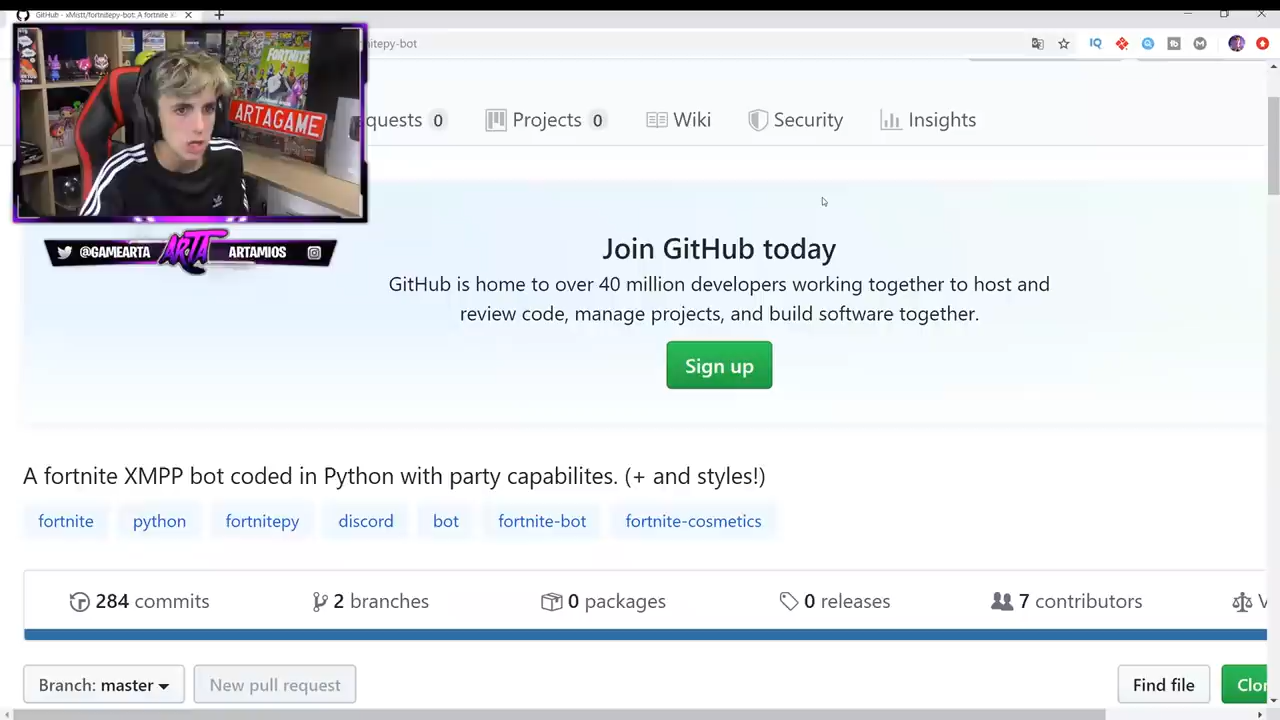 GitHub - xMistt/fortnitepy-bot: A fortnite
nitepy-bot
IQ
M
FORTNITE
ARTAGAME
quests 0
Projects 0
Wiki
Security
Insights
@GAMEARTA
ARTA
ARTAMIOS
Join GitHub today
GitHub is home to over 40 million developers working together to host and
review code, manage projects, and build software together.
Sign up
A fortnite XMPP bot coded in Python with party capabilites. (+ and styles!)
fortnite
python
fortnitepy
discord
bot
fortnite-bot
fortnite-cosmetics
284 commits
2 branches
0 packages
0 releases
7 contributors
Branch: master
New pull request
Find file
Clo